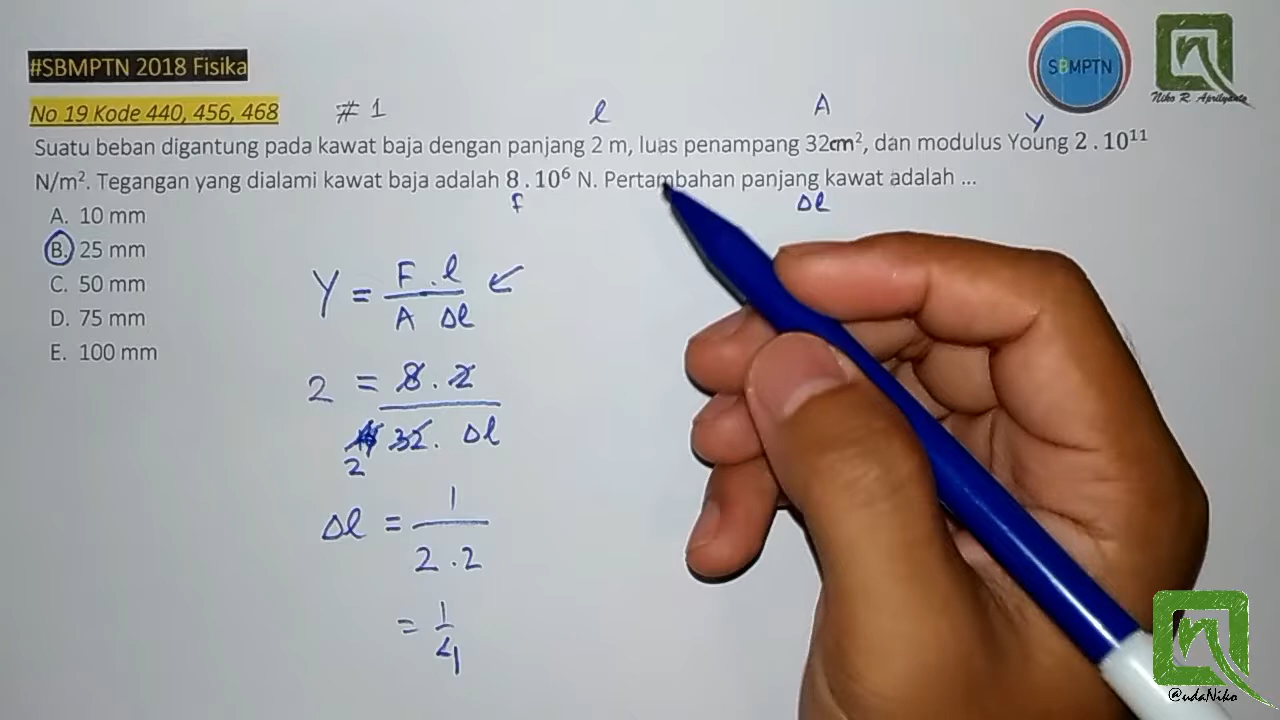 #SBMPTN 2018 Fisika
SBMPTN
Niko R. Aprilyanto
No 19 Kode 440, 456, 468
#1
l
A
Y
Suatu beban digantung pada kawat baja dengan panjang 2 m, luas penampang 32cm², dan modulus Young 2 . 10¹¹
N/m². Tegangan yang dialami kawat baja adalah 8 . 10⁶ N. Pertambahan panjang kawat adalah ...
F
Δl
A. 10 mm
B. 25 mm
C. 50 mm
D. 75 mm
E. 100 mm
Y = F . l
A Δl
2 = 8 . 2
32 . Δl
2
Δl = 1
2 . 2
= 1
4
@udaNiko